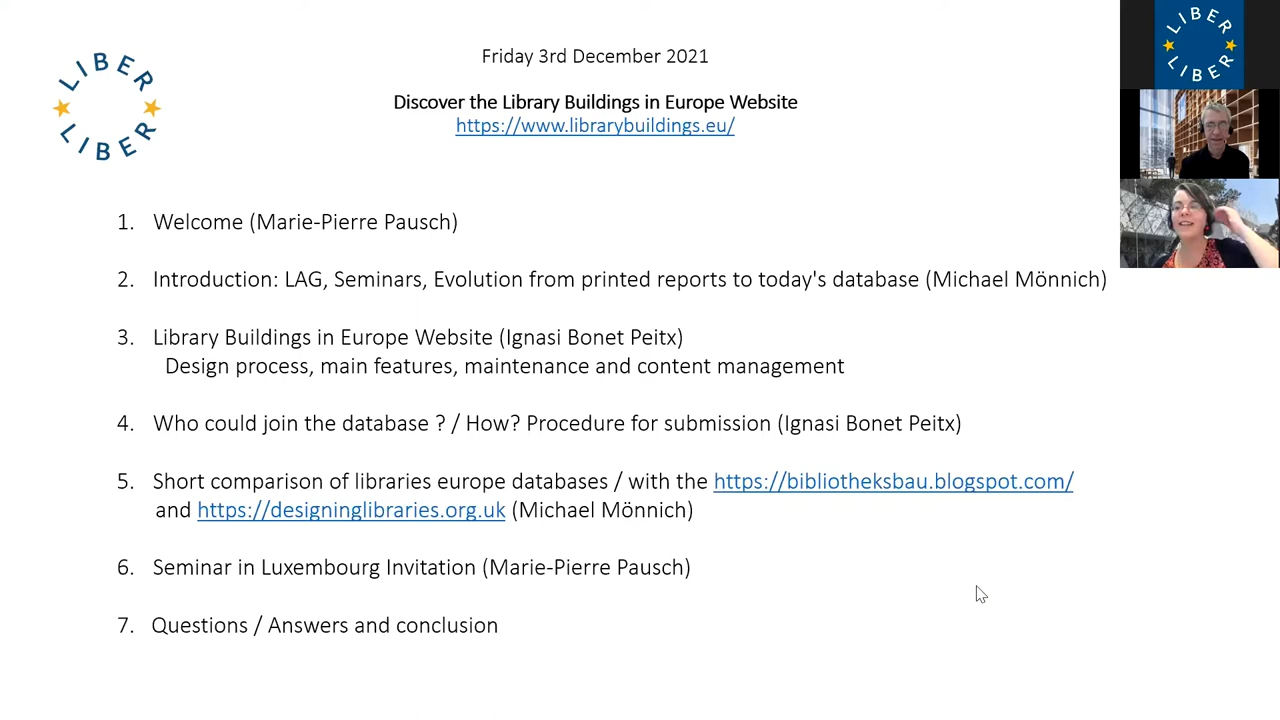 LIBER
LIBER
Friday 3rd December 2021
Discover the Library Buildings in Europe Website
https://www.librarybuildings.eu/
1. Welcome (Marie-Pierre Pausch)
2. Introduction: LAG, Seminars, Evolution from printed reports to today's database (Michael Mönnich)
3. Library Buildings in Europe Website (Ignasi Bonet Peitx)
Design process, main features, maintenance and content management
4. Who could join the database ? / How? Procedure for submission (Ignasi Bonet Peitx)
5. Short comparison of libraries europe databases / with the https://bibliotheksbau.blogspot.com/
and https://designinglibraries.org.uk (Michael Mönnich)
6. Seminar in Luxembourg Invitation (Marie-Pierre Pausch)
7. Questions / Answers and conclusion
LIBER
LIBER